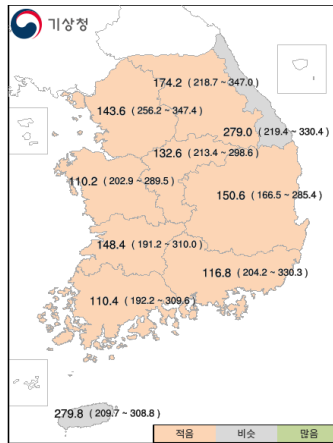 기상청
174.2 ( 218.7 ~ 347.0)
143.6 ( 256.2 ~ 347.4)
279.0 ( 219.4 ~ 330.4)
132.6 ( 213.4 ~ 298.6)
110.2 ( 202.9 ~ 289.5)
150.6 ( 166.5 ~ 285.4)
148.4 ( 191.2 ~ 310.0)
116.8 ( 204.2 ~ 330.3)
110.4 ( 192.2 ~ 309.6)
279.8 ( 209.7 ~ 308.8)
적음 비슷 많음